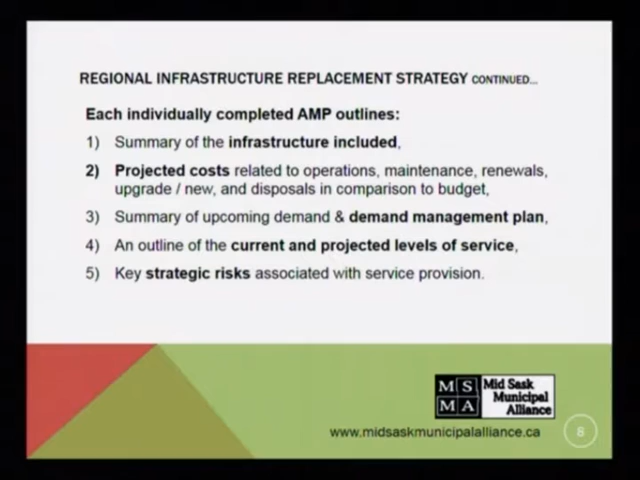 REGIONAL INFRASTRUCTURE REPLACEMENT STRATEGY CONTINUED...
Each individually completed AMP outlines:
1) Summary of the infrastructure included,
2) Projected costs related to operations, maintenance, renewals,
upgrade / new, and disposals in comparison to budget,
3) Summary of upcoming demand & demand management plan,
4) An outline of the current and projected levels of service,
5) Key strategic risks associated with service provision.
MS
MA
Mid Sask
Municipal
Alliance
www.midsaskmunicipalalliance.ca
8